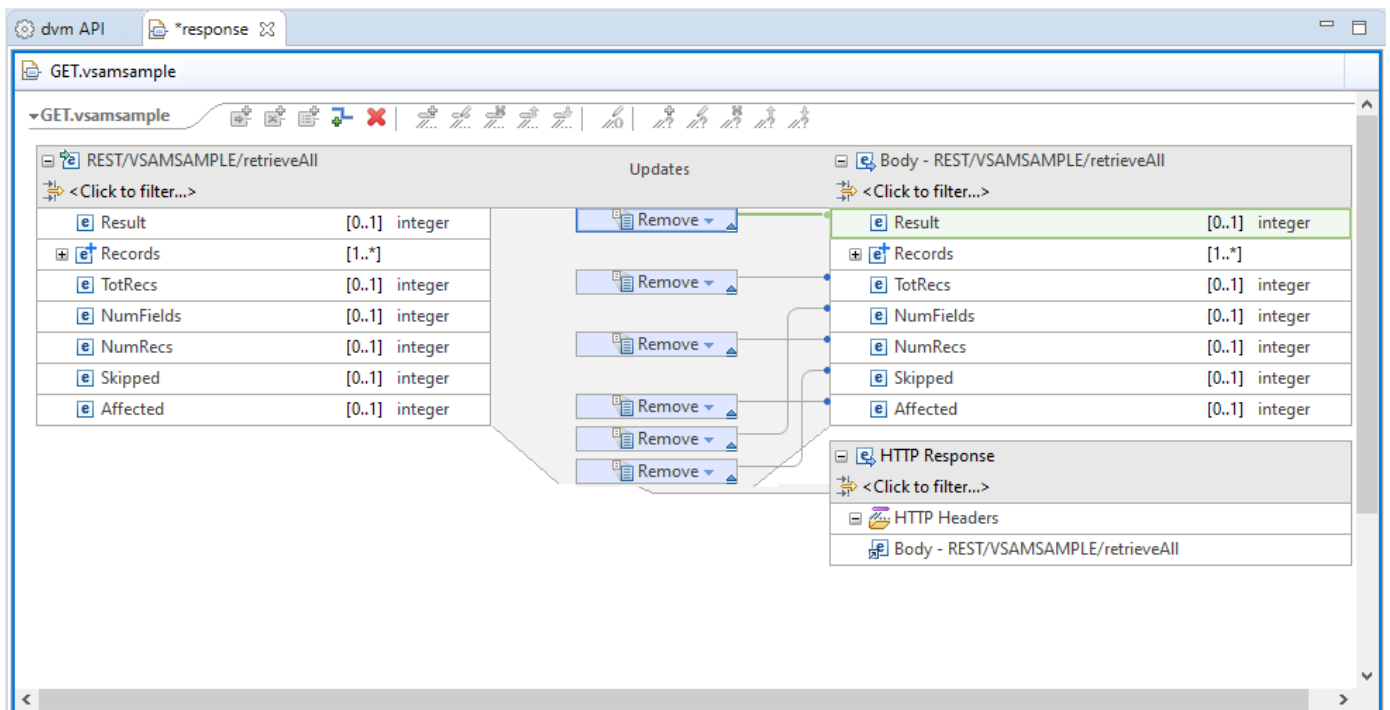 dvm API *response
GET.vsamsample
GET.vsamsample
REST/VSAMSAMPLE/retrieveAll Updates Body - REST/VSAMSAMPLE/retrieveAll
<Click to filter...> <Click to filter...>
Result [0..1] integer Remove Result [0..1] integer
Records [1..*] Records [1..*]
TotRecs [0..1] integer Remove TotRecs [0..1] integer
NumFields [0..1] integer NumFields [0..1] integer
NumRecs [0..1] integer Remove NumRecs [0..1] integer
Skipped [0..1] integer Skipped [0..1] integer
Affected [0..1] integer Remove Affected [0..1] integer
Remove
Remove
HTTP Response
<Click to filter...>
HTTP Headers
Body - REST/VSAMSAMPLE/retrieveAll